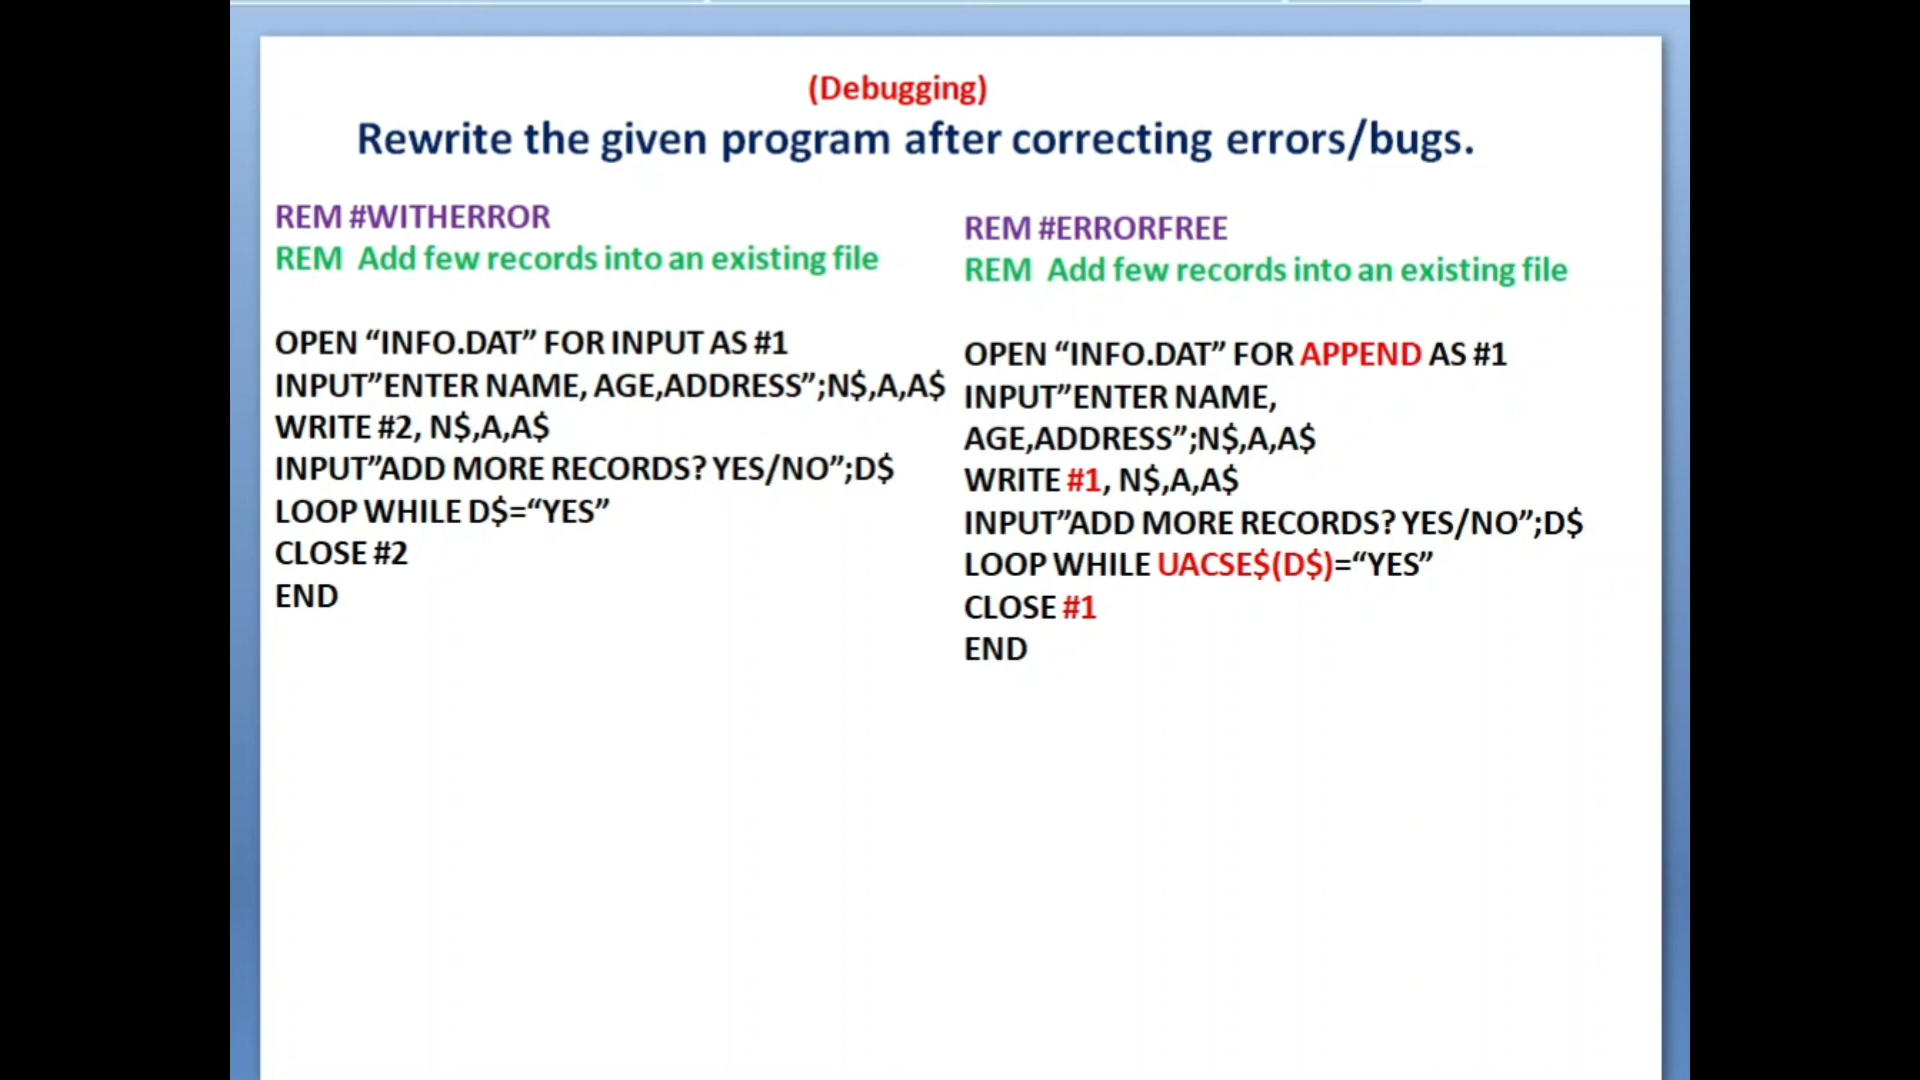 (Debugging)
Rewrite the given program after correcting errors/bugs.
REM #WITHERROR
REM  Add few records into an existing file
OPEN “INFO.DAT” FOR INPUT AS #1
INPUT”ENTER NAME, AGE,ADDRESS”;N$,A,A$
WRITE #2, N$,A,A$
INPUT”ADD MORE RECORDS? YES/NO”;D$
LOOP WHILE D$=“YES”
CLOSE #2
END
REM #ERRORFREE
REM  Add few records into an existing file
OPEN “INFO.DAT” FOR APPEND AS #1
INPUT”ENTER NAME,
AGE,ADDRESS”;N$,A,A$
WRITE #1, N$,A,A$
INPUT”ADD MORE RECORDS? YES/NO”;D$
LOOP WHILE UACSE$(D$)=“YES”
CLOSE #1
END